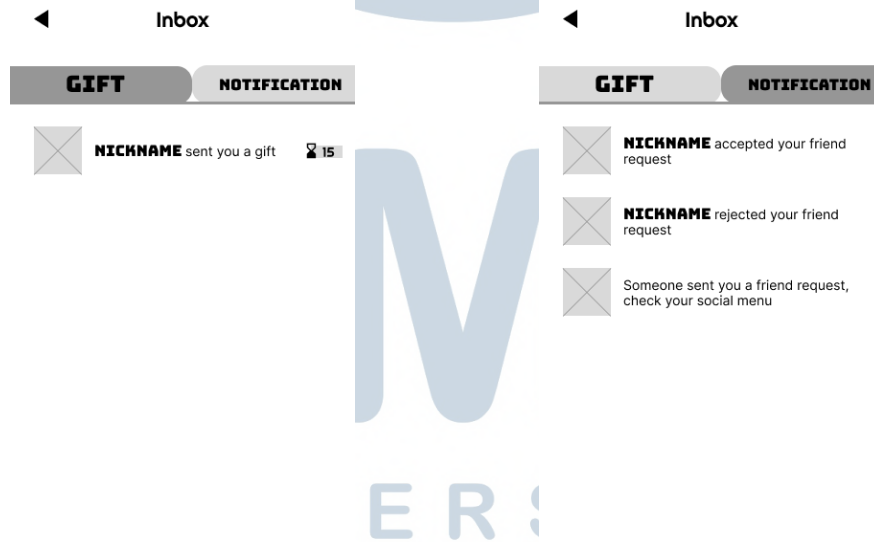 Inbox
GIFT
NOTIFICATION
NICKNAME sent you a gift
15
M
ERS
Inbox
GIFT
NOTIFICATION
NICKNAME accepted your friend
request
NICKNAME rejected your friend
request
Someone sent you a friend request,
check your social menu